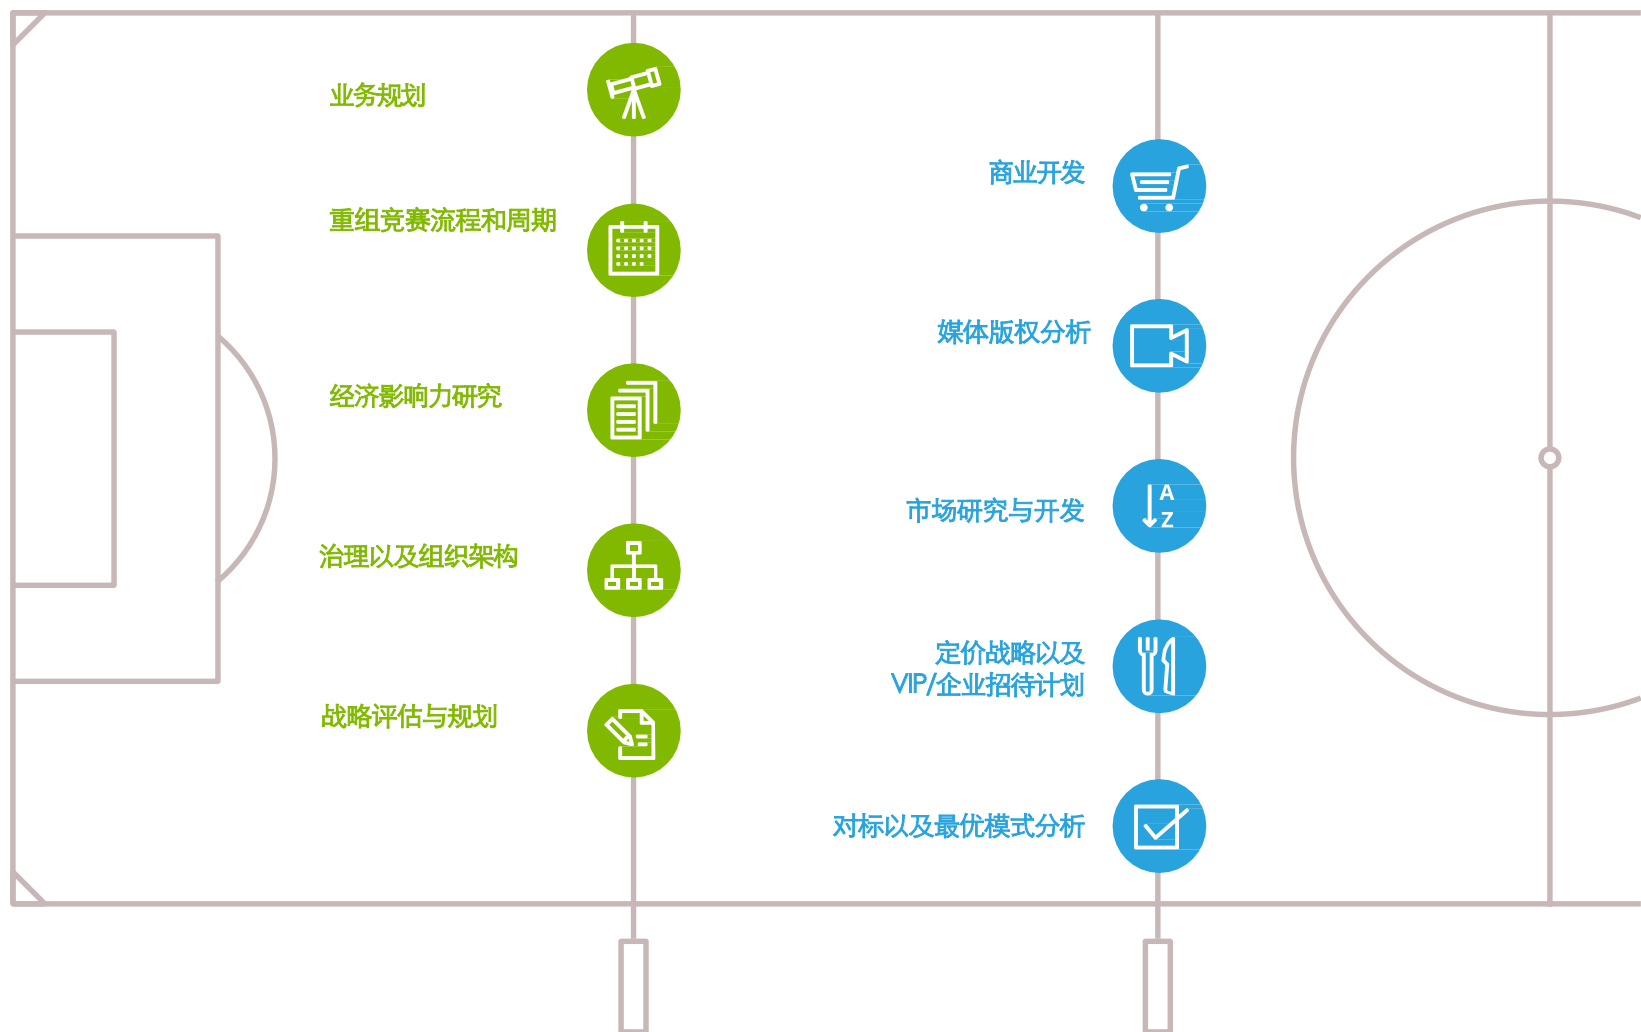 业务规划
重组竞赛流程和周期
经济影响力研究
治理以及组织架构
战略评估与规划
商业开发
媒体版权分析
市场研究与开发
A
Z
定价战略以及
VIP/企业招待计划
对标以及最优模式分析